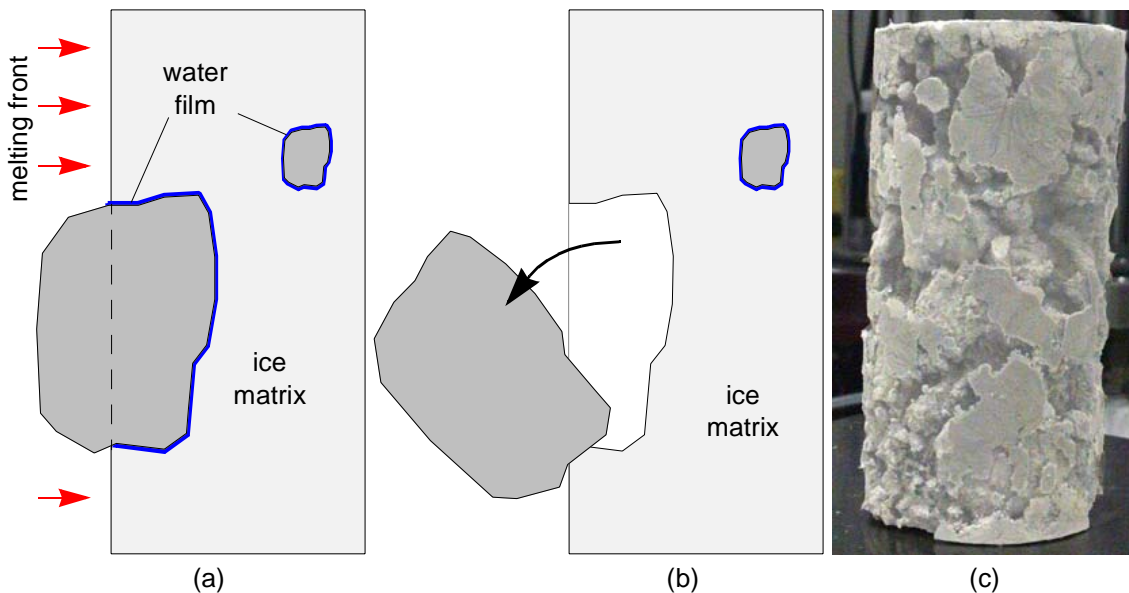 melting front
water
film
ice
matrix
ice
matrix
(a)
(b)
(c)